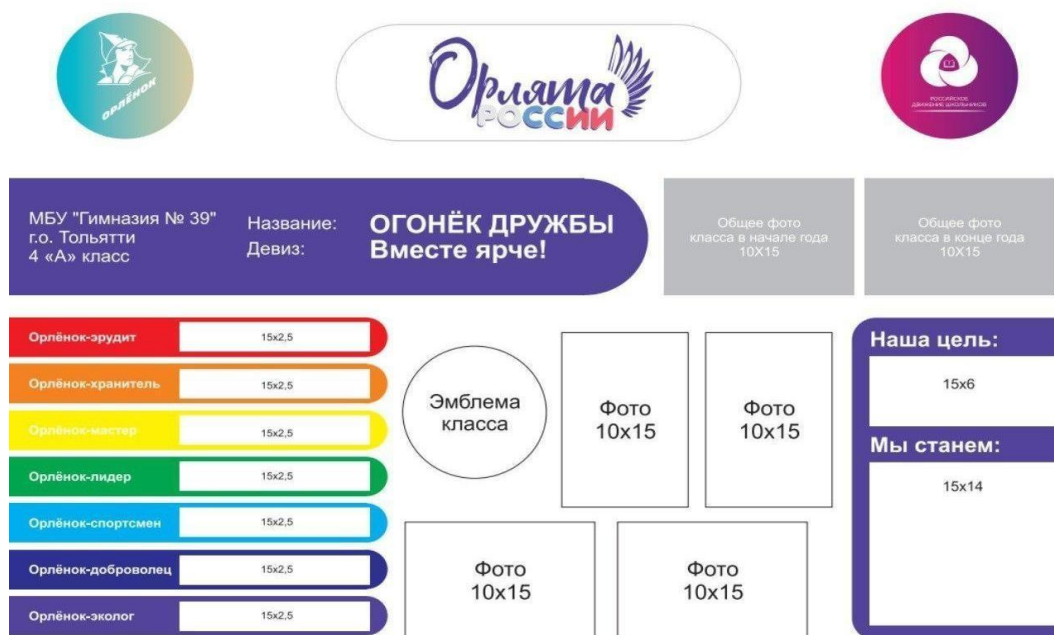 ОРЛЁНОК
Орлята
РОССИИ
РОССИЙСКОЕ
ДВИЖЕНИЕ ШКОЛЬНИКОВ
МБУ "Гимназия № 39"
г.о. Тольятти
4 «А» класс
Название:
Девиз:
ОГОНЁК ДРУЖБЫ
Вместе ярче!
Общее фото
класса в начале года
10Х15
Общее фото
класса в конце года
10Х15
Орлёнок-эрудит
15х2,5
Орлёнок-хранитель
15х2,5
Орлёнок-мастер
15х2,5
Орлёнок-лидер
15х2,5
Орлёнок-спортсмен
15х2,5
Орлёнок-доброволец
15х2,5
Орлёнок-эколог
15х2,5
Эмблема
класса
Фото
10х15
Фото
10х15
Фото
10х15
Фото
10х15
Наша цель:
15х6
Мы станем:
15х14